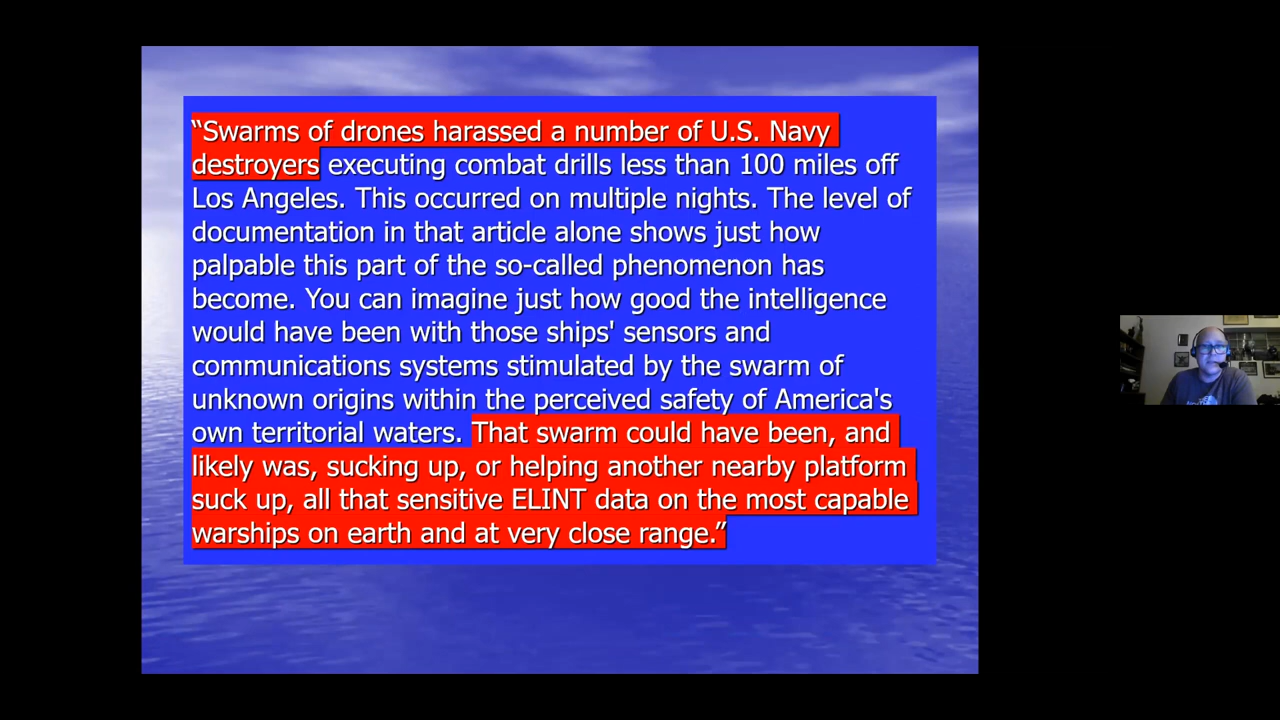 “Swarms of drones harassed a number of U.S. Navy
destroyers executing combat drills less than 100 miles off
Los Angeles. This occurred on multiple nights. The level of
documentation in that article alone shows just how
palpable this part of the so-called phenomenon has
become. You can imagine just how good the intelligence
would have been with those ships' sensors and
communications systems stimulated by the swarm of
unknown origins within the perceived safety of America's
own territorial waters. That swarm could have been, and
likely was, sucking up, or helping another nearby platform
suck up, all that sensitive ELINT data on the most capable
warships on earth and at very close range.”